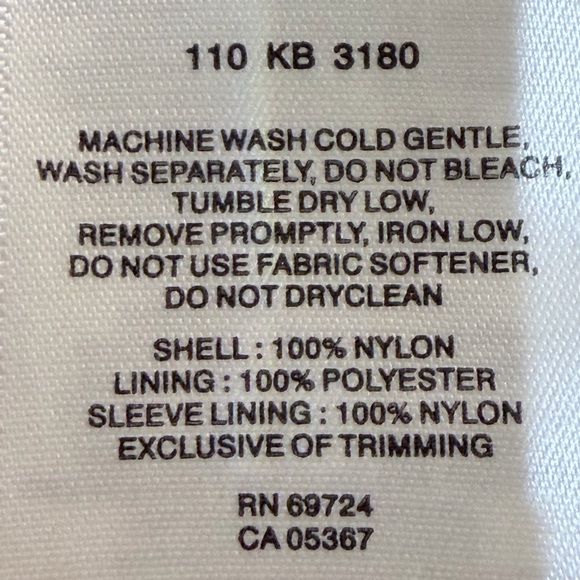 110 KB 3180
MACHINE WASH COLD GENTLE,
WASH SEPARATELY, DO NOT BLEACH,
TUMBLE DRY LOW,
REMOVE PROMPTLY, IRON LOW,
DO NOT USE FABRIC SOFTENER,
DO NOT DRYCLEAN
SHELL : 100% NYLON
LINING : 100% POLYESTER
SLEEVE LINING : 100% NYLON
EXCLUSIVE OF TRIMMING
RN 69724
CA 05367